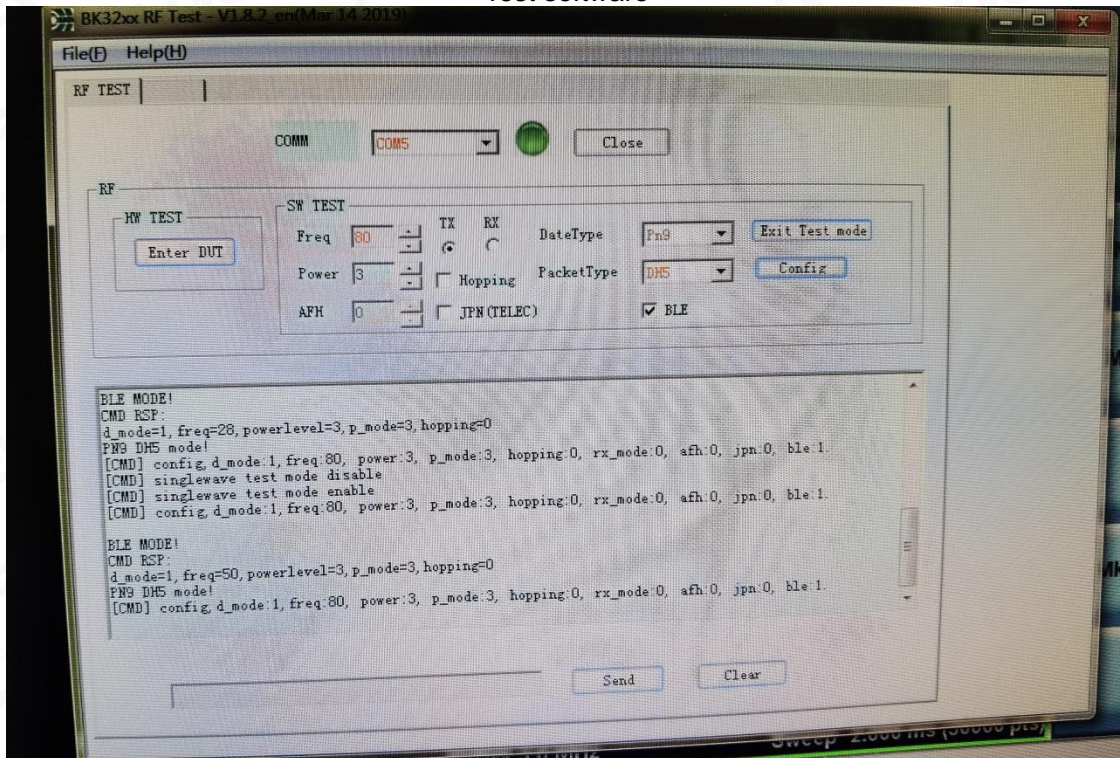 Test software
BK32xx RF Test - V1.8.2_en(Mar 14 2019)
File(F) Help(H)
RF TEST
COMM COM5 Close
RF
HW TEST
Enter DUT
SW TEST
Freq 80 TX RX DateType Pn9 Exit Test mode
Power 3 Hopping PacketType DH5 Config
AFH 0 JPN(TELEC) BLE
BLE MODE!
CMD RSP:
d_mode=1, freq=28, powerlevel=3, p_mode=3, hopping=0
PN9 DH5 mode!
[CMD] config, d_mode:1, freq:80, power:3, p_mode:3, hopping:0, rx_mode:0, afh:0, jpn:0, ble:1.
[CMD] singlewave test mode disable
[CMD] singlewave test mode enable
[CMD] config, d_mode:1, freq:80, power:3, p_mode:3, hopping:0, rx_mode:0, afh:0, jpn:0, ble:1.
BLE MODE!
CMD RSP:
d_mode=1, freq=50, powerlevel=3, p_mode=3, hopping=0
PN9 DH5 mode!
[CMD] config, d_mode:1, freq:80, power:3, p_mode:3, hopping:0, rx_mode:0, afh:0, jpn:0, ble:1.
Send Clear